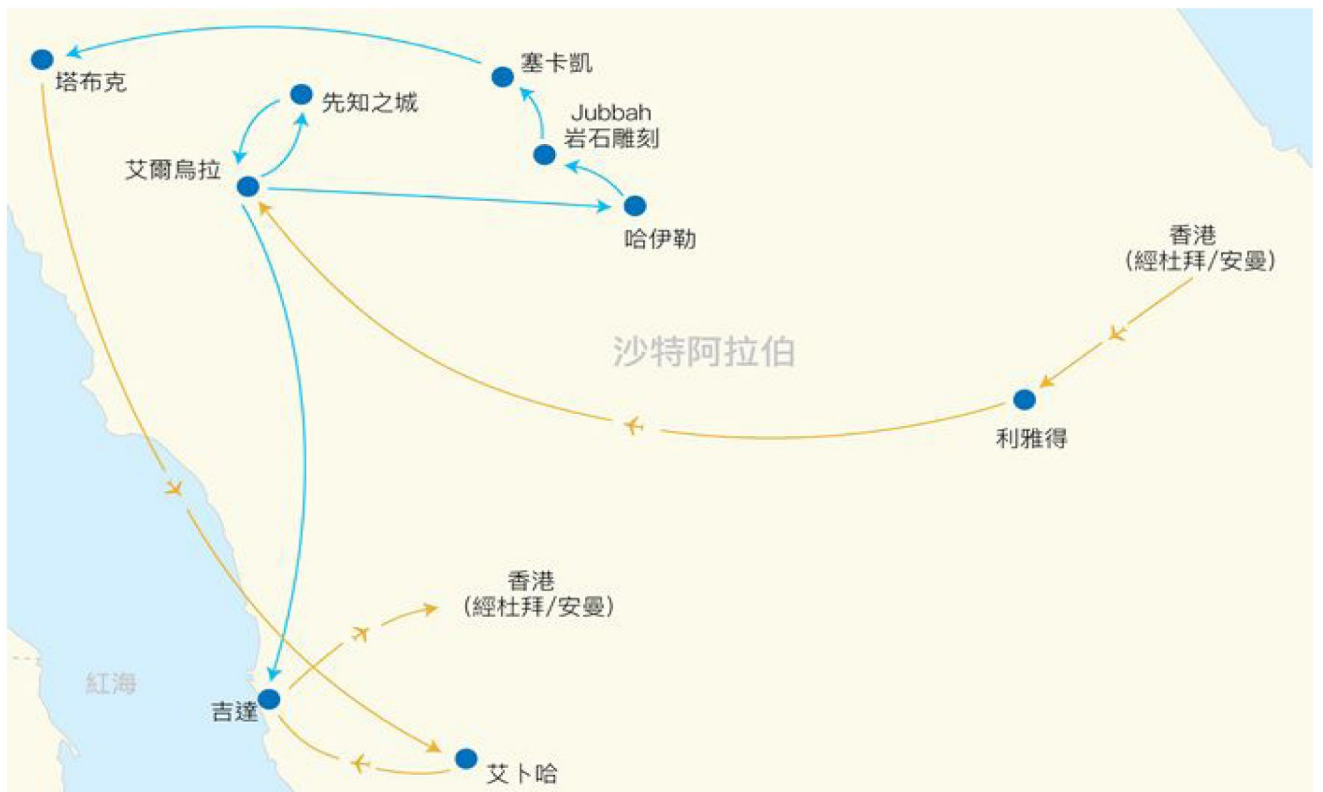 塞卡凱
塔布克
先知之城
Jubbah
岩石雕刻
艾爾烏拉
哈伊勒
香港
(經杜拜/安曼)
沙特阿拉伯
利雅得
香港
(經杜拜/安曼)
紅海
吉達
艾卜哈